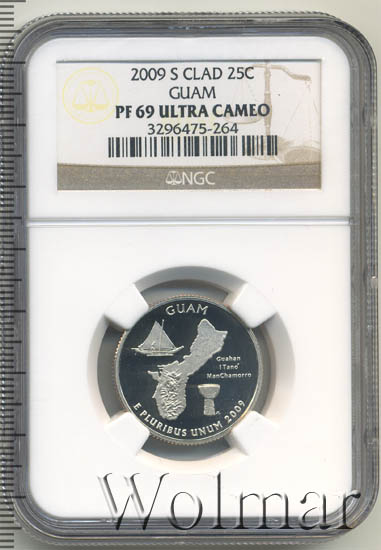 2009 S CLAD 25C
GUAM
PF 69 ULTRA CAMEO
3296475-264
NGC
GUAM
Guahan
I Tano'
ManChamorro
E PLURIBUS UNUM 2009
Wolmar